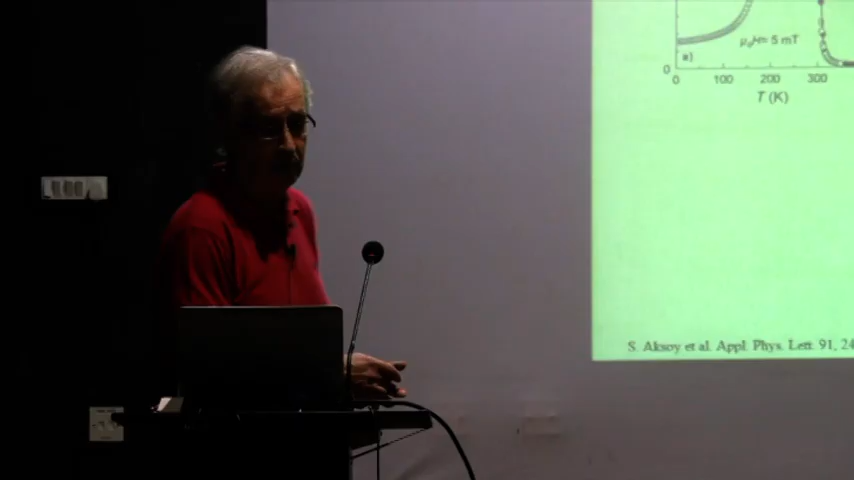 μ₀H= 5 mT
a)
0
0 100 200 300
T (K)
S. Aksoy et al. Appl. Phys. Lett. 91, 24